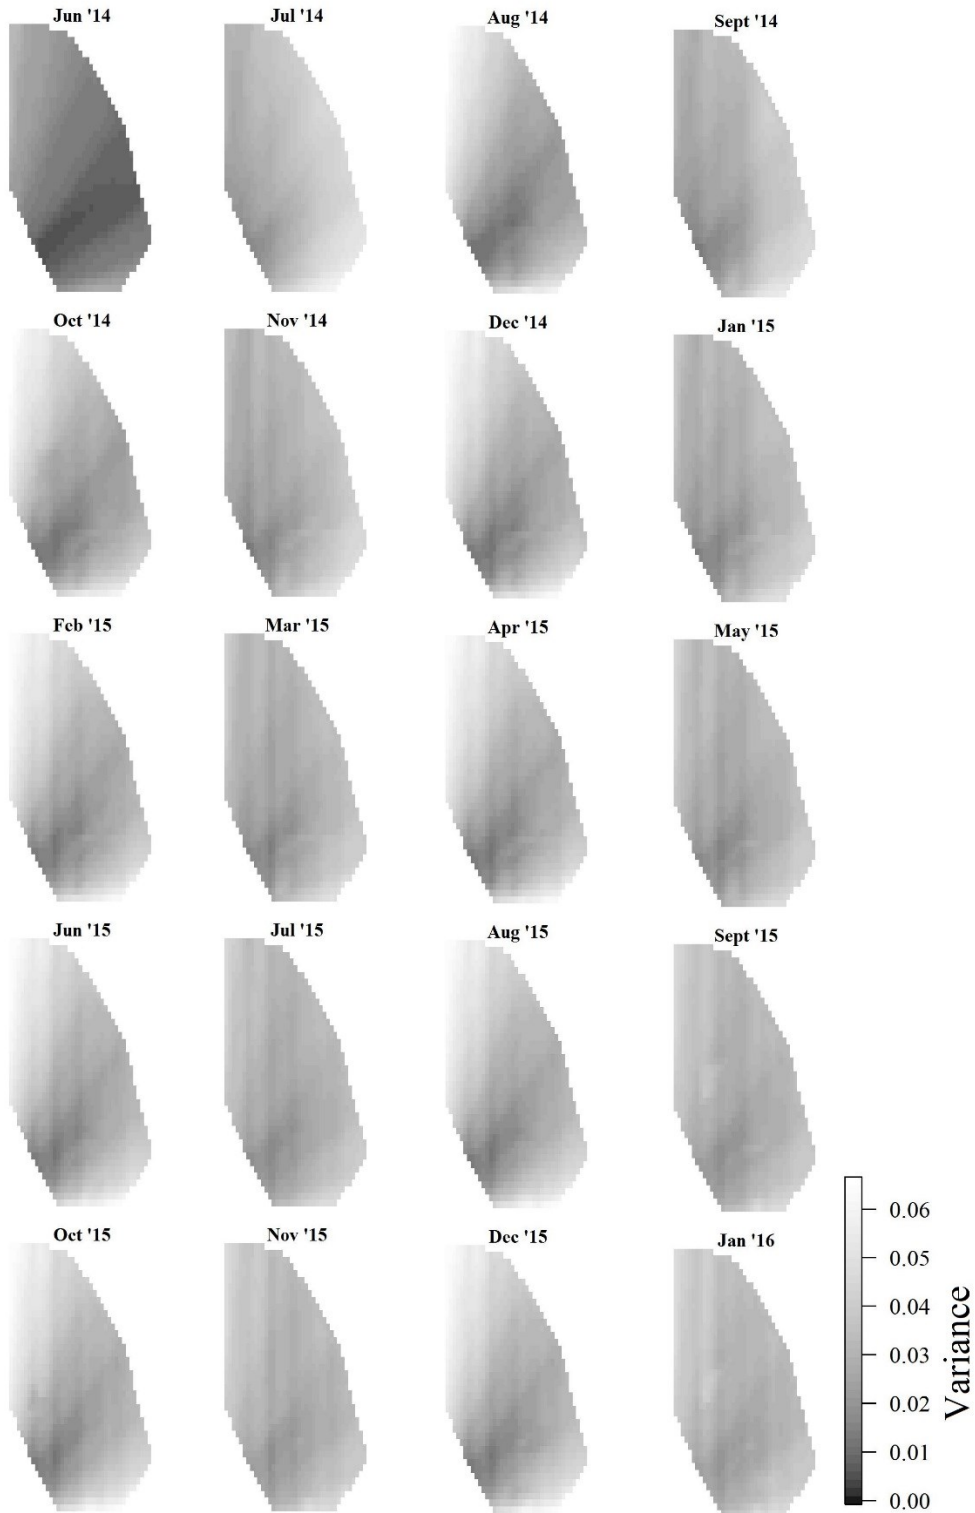 Jun '14
Jul '14
Aug '14
Sept '14
Oct '14
Nov '14
Dec '14
Jan '15
Feb '15
Mar '15
Apr '15
May '15
Jun '15
Jul '15
Aug '15
Sept '15
Oct '15
Nov '15
Dec '15
Jan '16
0.06
0.05
0.04
0.03
0.02
0.01
0.00
Variance